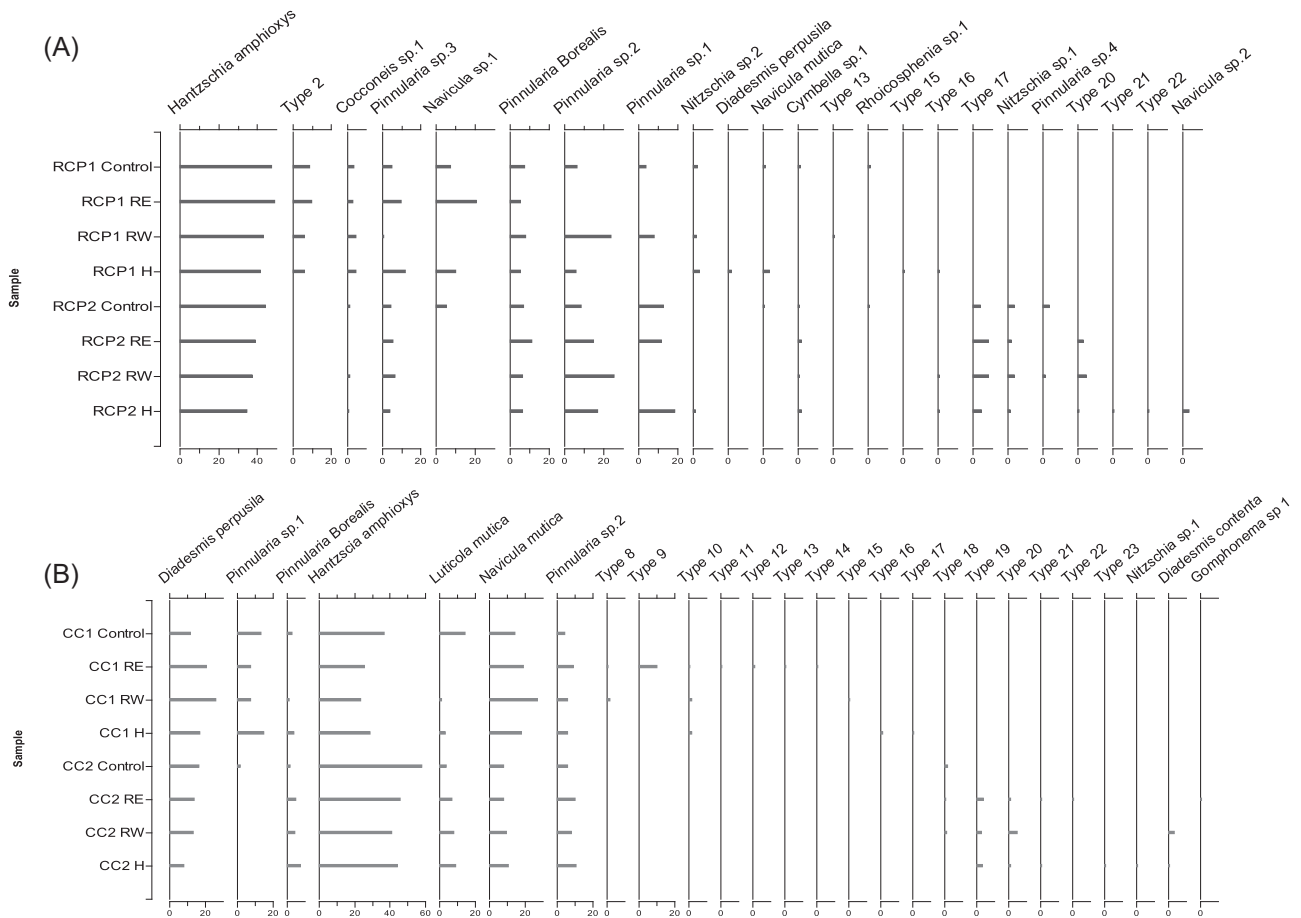 (A)
Hantzschia amphioxys
Type 2
Cocconeis sp.1
Pinnularia sp.3
Navicula sp.1
Pinnularia Borealis
Pinnularia sp.2
Pinnularia sp.1
Nitzschia sp.2
Diadesmis perpusila
Navicula mutica
Cymbella sp.1
Type 13
Rhoicosphenia sp.1
Type 15
Type 16
Type 17
Nitzschia sp.1
Pinnularia sp.4
Type 20
Type 21
Type 22
Navicula sp.2
Sample
RCP1 Control
RCP1 RE
RCP1 RW
RCP1 H
RCP2 Control
RCP2 RE
RCP2 RW
RCP2 H
0 20 40 0 0 0 20 0 20 0 0 20 0 20 0 0 0 0 0 0 0 0 0 0 0 0 0 0 0
(B)
Diadesmis perpusila
Pinnularia sp.1
Pinnularia Borealis
Hantzscia amphioxys
Luticola mutica
Navicula mutica
Pinnularia sp.2
Type 8
Type 9
Type 10
Type 11
Type 12
Type 13
Type 14
Type 15
Type 16
Type 17
Type 18
Type 19
Type 20
Type 21
Type 22
Type 23
Nitzschia sp.1
Diadesmis contenta
Gomphonema sp 1
Sample
CC1 Control
CC1 RE
CC1 RW
CC1 H
CC2 Control
CC2 RE
CC2 RW
CC2 H
0 20 0 20 0 0 20 40 60 0 20 0 20 0 20 0 0 20 0 0 0 0 0 0 0 0 0 0 0 0 0 0 0 0 0